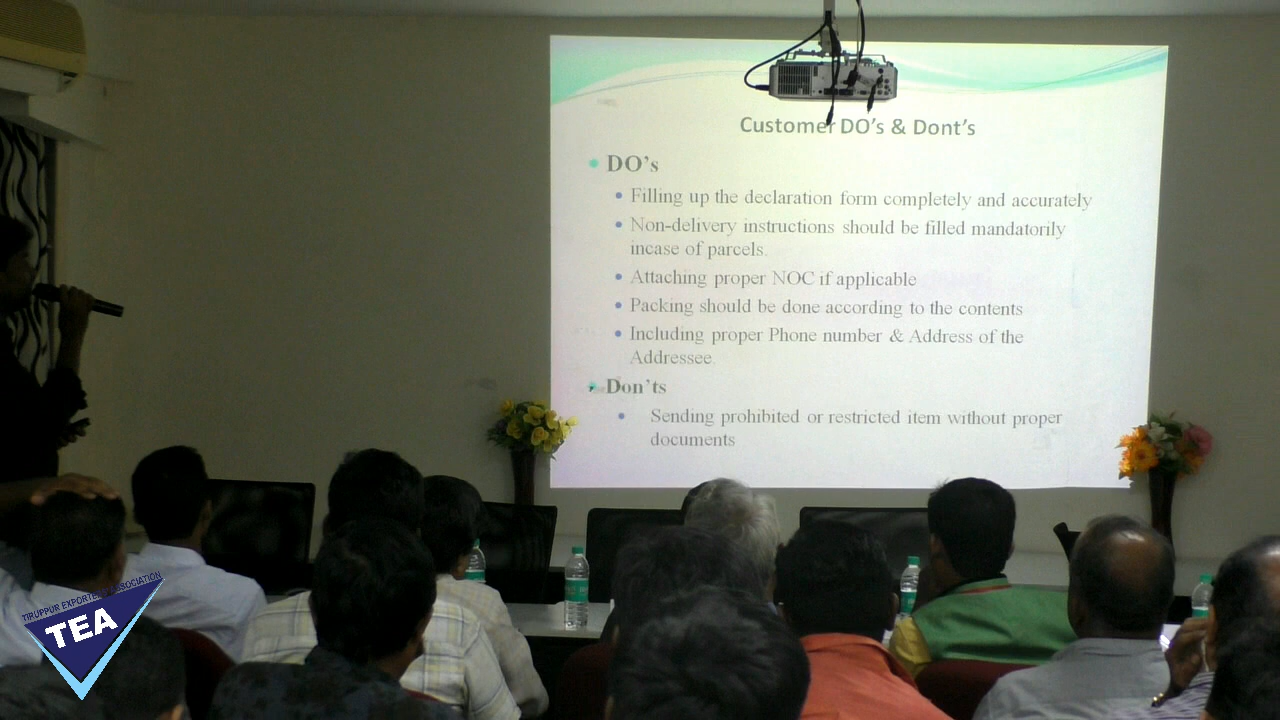 Customer DO's & Dont's
DO's
Filling up the declaration form completely and accurately
Non-delivery instructions should be filled mandatorily
incase of parcels.
Attaching proper NOC if applicable
Packing should be done according to the contents
Including proper Phone number & Address of the
Addressee.
Don'ts
Sending prohibited or restricted item without proper
documents
TIRUPPUR EXPORTERS ASSOCIATION
TEA